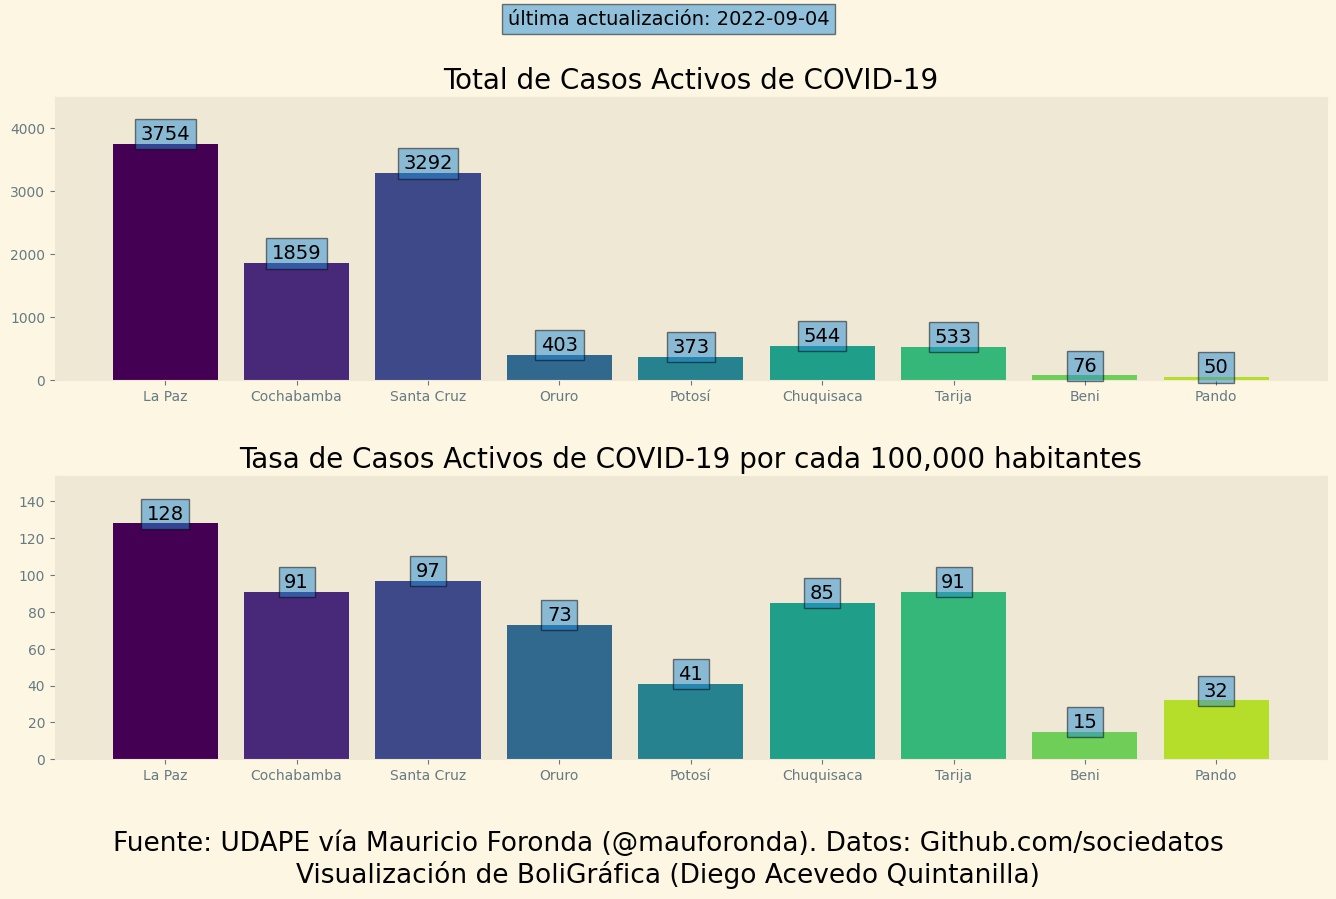 última actualización: 2022-09-04
Total de Casos Activos de COVID-19
4000
3000
2000
1000
0
3754
1859
3292
403
373
544
533
76
50
La Paz
Cochabamba
Santa Cruz
Oruro
Potosí
Chuquisaca
Tarija
Beni
Pando
Tasa de Casos Activos de COVID-19 por cada 100,000 habitantes
140
120
100
80
60
40
20
0
128
91
97
73
41
85
91
15
32
La Paz
Cochabamba
Santa Cruz
Oruro
Potosí
Chuquisaca
Tarija
Beni
Pando
Fuente: UDAPE vía Mauricio Foronda (@mauforonda). Datos: Github.com/sociedatos
Visualización de BoliGráfica (Diego Acevedo Quintanilla)